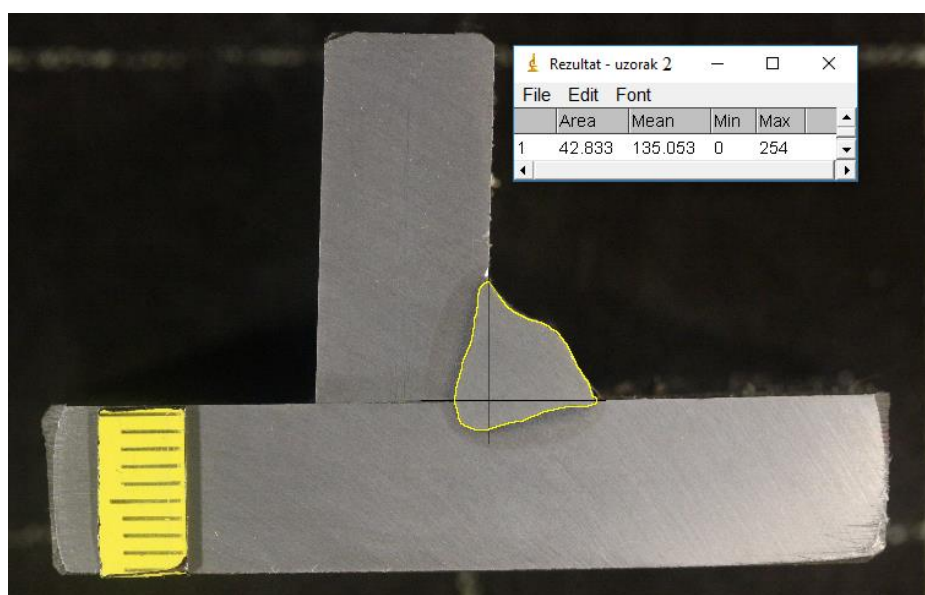 Rezultat - uzorak 2
File Edit Font
Area Mean Min Max
1 42.833 135.053 0 254